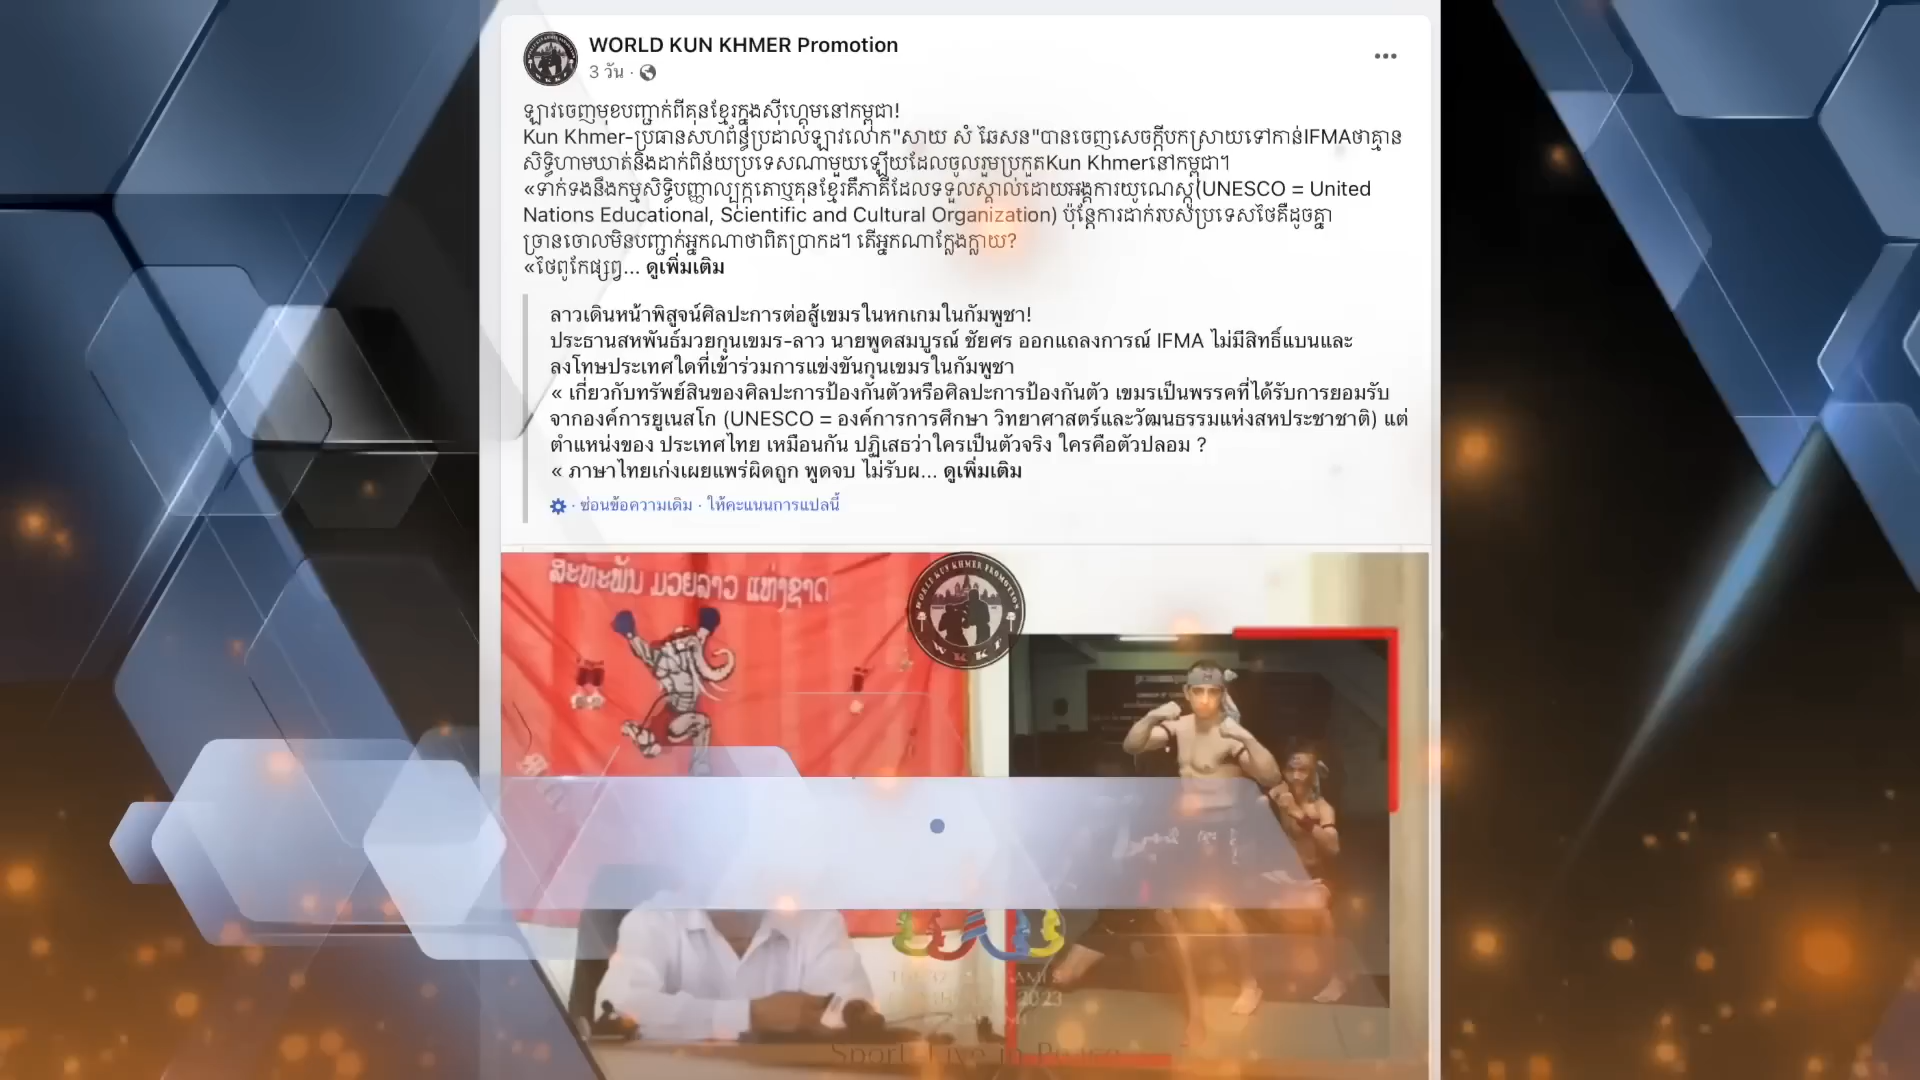 WORLD KUN KHMER Promotion
3 วัน ·
ឡាវចេញមុខបញ្ជាក់ពីគុនខ្មែរក្នុងស៊ីហ្គេមនៅកម្ពុជា!
Kun Khmer-ប្រធានសហព័ន្ធប្រដាល់ឡាវលោក"សាយ សំ ឆៃសន"បានចេញសេចក្តីបកស្រាយទៅកាន់IFMAថាគ្មាន
សិទ្ធិហាមឃាត់និងដាក់ពិន័យប្រទេសណាមួយឡើយដែលចូលរួមប្រកួតKun Khmerនៅកម្ពុជា។
«ទាក់ទងនឹងកម្មសិទ្ធិបញ្ញាល្បុក្កតោឬគុនខ្មែរគឺភាគីដែលទទួលស្គាល់ដោយអង្គការយូណេស្កូ(UNESCO = United
Nations Educational, Scientific and Cultural Organization) ប៉ុន្តែការដាក់របស់ប្រទេសថៃគឺដូចគ្នា
ច្រានចោលមិនបញ្ជាក់អ្នកណាថាពិតប្រាកដ។ តើអ្នកណាក្លែងក្លាយ?
«ថៃពូកែផ្សព្វ... ดูเพิ่มเติม
ลาวเดินหน้าพิสูจน์ศิลปะการต่อสู้เขมรในหกเกมในกัมพูชา!
ประธานสหพันธ์มวยกุนเขมร-ลาว นายพูดสมบูรณ์ ชัยศร ออกแถลงการณ์ IFMA ไม่มีสิทธิ์แบนและ
ลงโทษประเทศใดที่เข้าร่วมการแข่งขันกุนเขมรในกัมพูชา
« เกี่ยวกับทรัพย์สินของศิลปะการป้องกันตัวหรือศิลปะการป้องกันตัว เขมรเป็นพรรคที่ได้รับการยอมรับ
จากองค์การยูเนสโก (UNESCO = องค์การการศึกษา วิทยาศาสตร์และวัฒนธรรมแห่งสหประชาชาติ) แต่
ตำแหน่งของ ประเทศไทย เหมือนกัน ปฏิเสธว่าใครเป็นตัวจริง ใครคือตัวปลอม ?
« ภาษาไทยเก่งเผยแพร่ผิดถูก พูดจบ ไม่รับผ... ดูเพิ่มเติม
· ซ่อนข้อความเดิม · ให้คะแนนการแปลนี้
ສະຫະພັນ ມວຍລາວ ແຫ່ງຊາດ
WORLD KUN KHMER PROMOTION
2023
Sport Live in Peace